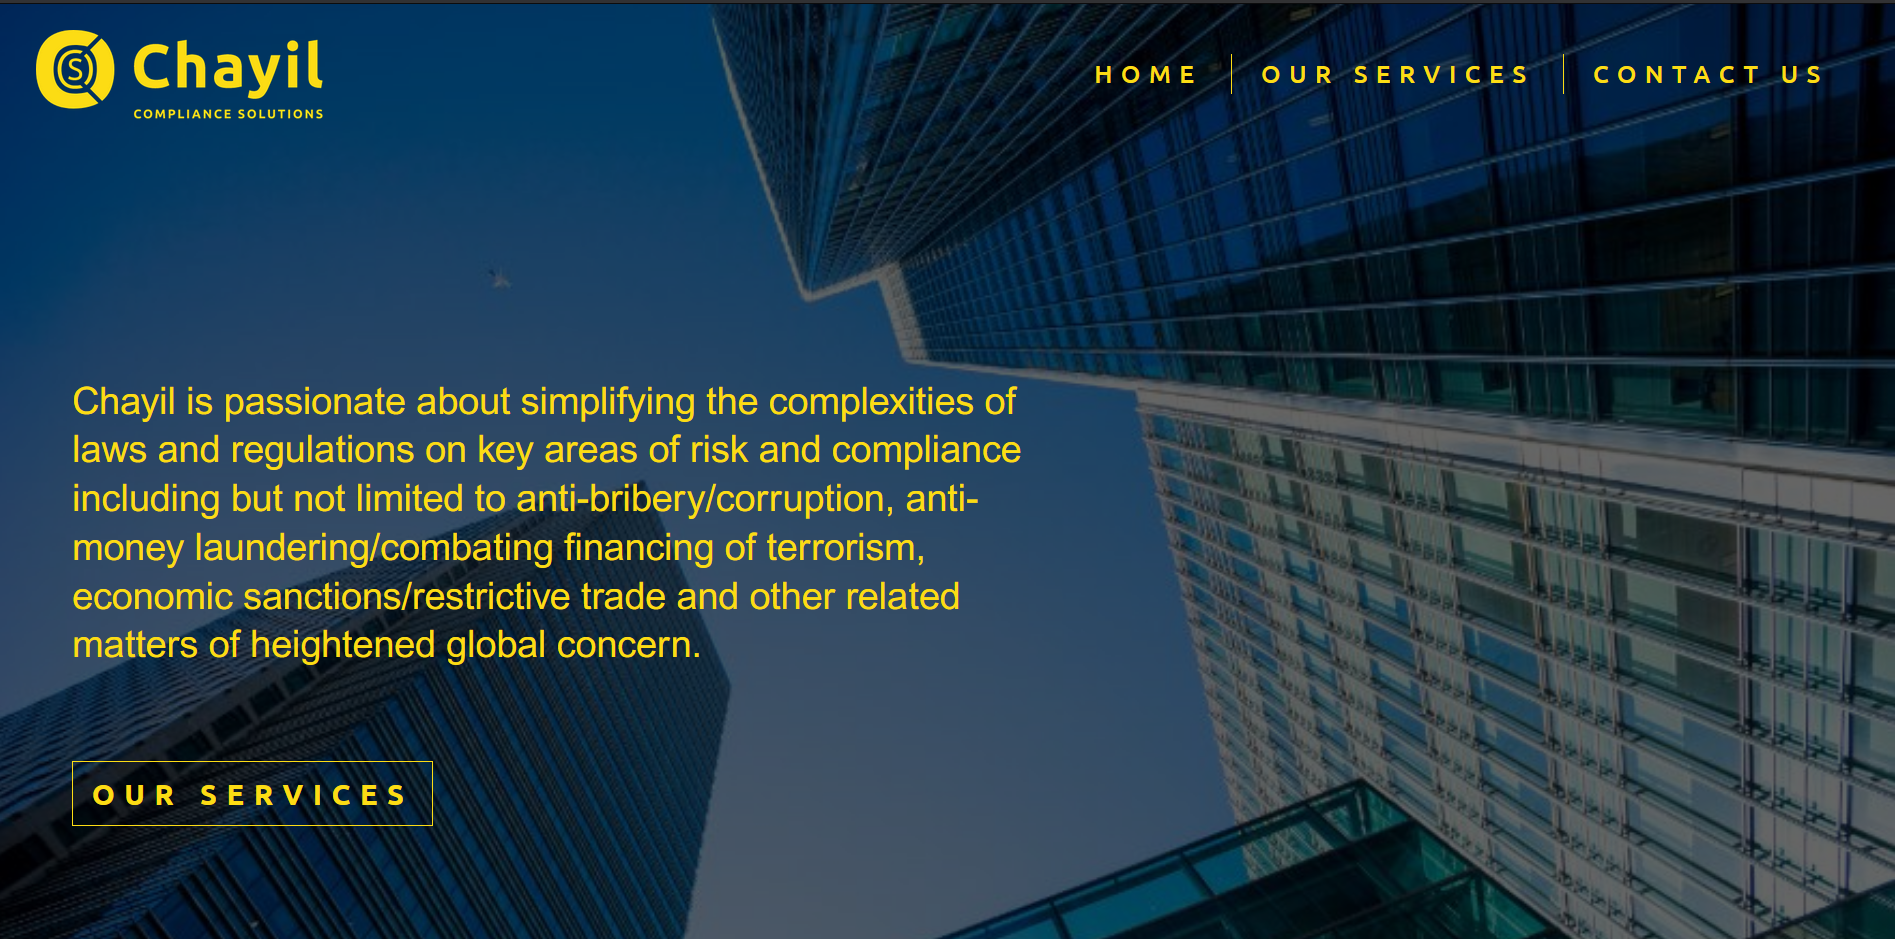 CS
Chayil
COMPLIANCE SOLUTIONS
HOME
OUR SERVICES
CONTACT US
Chayil is passionate about simplifying the complexities of
laws and regulations on key areas of risk and compliance
including but not limited to anti-bribery/corruption, anti-
money laundering/combating financing of terrorism,
economic sanctions/restrictive trade and other related
matters of heightened global concern.
OUR SERVICES